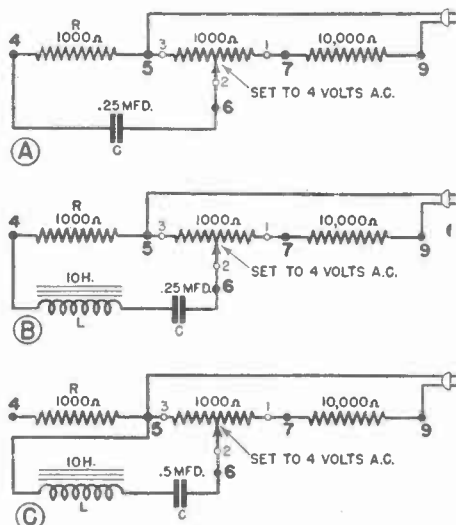 R
4 1000Ω 5 3 1000Ω 1 7 10,000Ω 9
2
6 SET TO 4 VOLTS A.C.
.25 MFD.
C
A
R
4 1000Ω 5 3 1000Ω 1 7 10,000Ω 9
2
6 SET TO 4 VOLTS A.C.
10H. .25 MFD.
L C
B
R
4 1000Ω 5 3 1000Ω 1 7 10,000Ω 9
2
6 SET TO 4 VOLTS A.C.
10H. .5 MFD.
L C
C